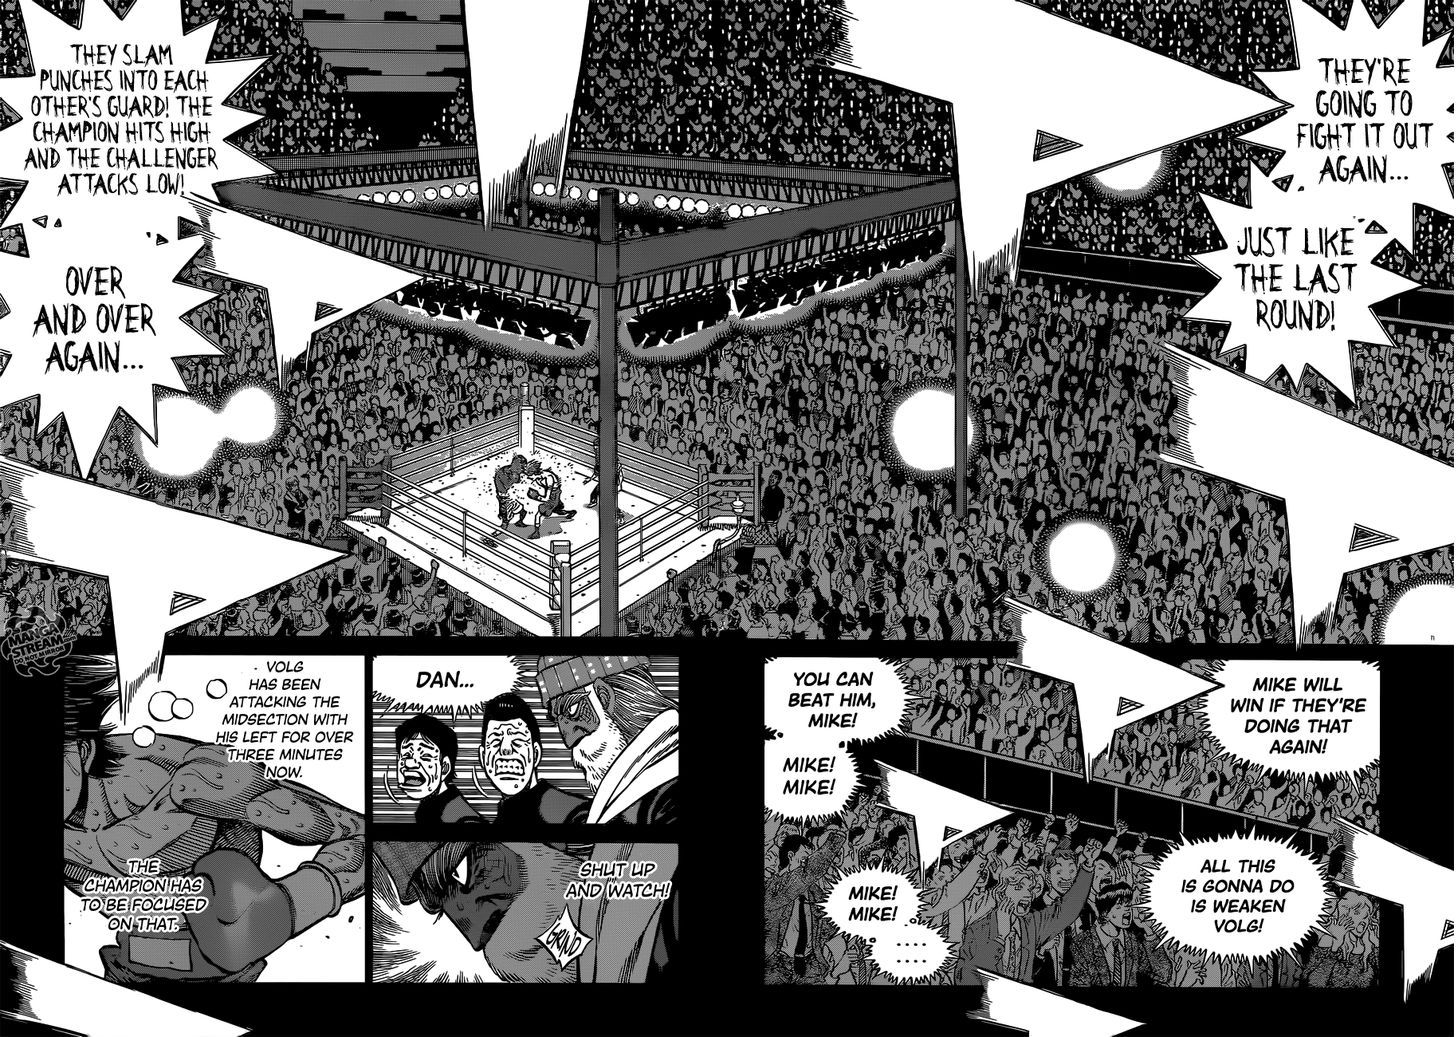 THEY'RE
GOING TO
FIGHT IT OUT
AGAIN...
JUST LIKE
THE LAST
ROUND!
THEY SLAM
PUNCHES INTO EACH
OTHER'S GUARD! THE
CHAMPION HITS HIGH
AND THE CHALLENGER
ATTACKS LOW!
OVER
AND OVER
AGAIN...
MIKE WILL
WIN IF THEY'RE
DOING THAT
AGAIN!
ALL THIS
IS GONNA DO
IS WEAKEN
VOLG!
YOU CAN
BEAT HIM,
MIKE!
MIKE!
MIKE!
MIKE!
MIKE!
....
....
DAN...
SHUT UP
AND WATCH!
GRIND
VOLG
HAS BEEN
ATTACKING THE
MIDSECTION WITH
HIS LEFT FOR OVER
THREE MINUTES
NOW.
THE
CHAMPION HAS
TO BE FOCUSED
ON THAT.
MANGA
STREAM
DO NOT MIRROR